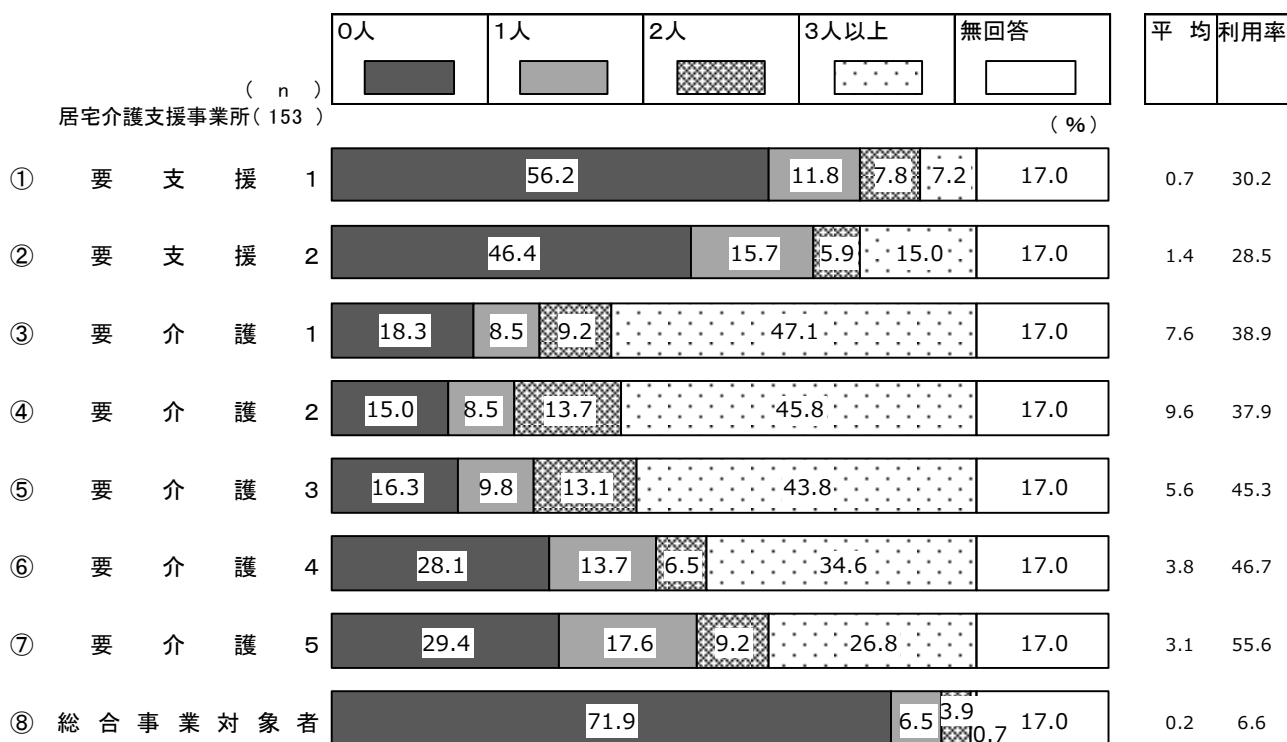 0人 1人 2人 3人以上 無回答 平 均 利用率
( n )
居宅介護支援事業所( 153 )
( % )
① 要 支 援 1 56.2 11.8 7.8 7.2 17.0 0.7 30.2
② 要 支 援 2 46.4 15.7 5.9 15.0 17.0 1.4 28.5
③ 要 介 護 1 18.3 8.5 9.2 47.1 17.0 7.6 38.9
④ 要 介 護 2 15.0 8.5 13.7 45.8 17.0 9.6 37.9
⑤ 要 介 護 3 16.3 9.8 13.1 43.8 17.0 5.6 45.3
⑥ 要 介 護 4 28.1 13.7 6.5 34.6 17.0 3.8 46.7
⑦ 要 介 護 5 29.4 17.6 9.2 26.8 17.0 3.1 55.6
⑧ 総 合 事 業 対 象 者 71.9 6.5 3.9 0.7 17.0 0.2 6.6